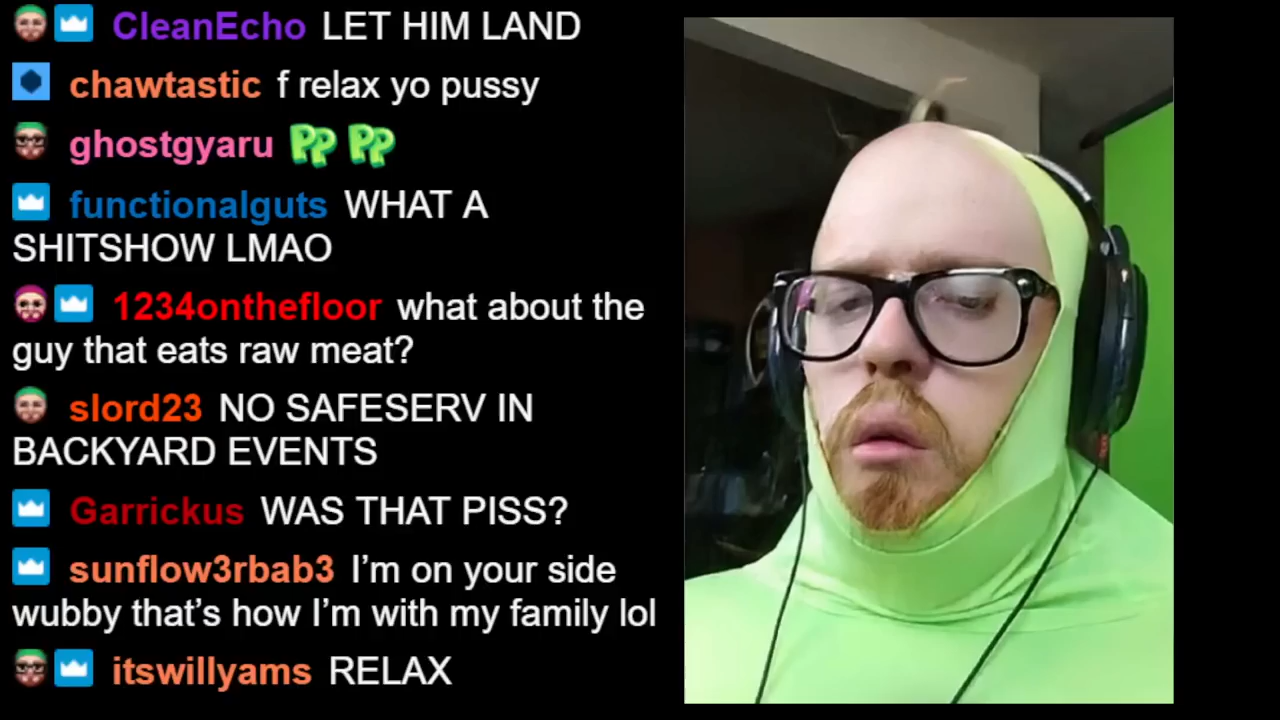 CleanEcho LET HIM LAND
chawtastic f relax yo pussy
ghostgyaru PP PP
functionalguts WHAT A
SHITSHOW LMAO
1234onthefloor what about the
guy that eats raw meat?
slord23 NO SAFESERV IN
BACKYARD EVENTS
Garrickus WAS THAT PISS?
sunflow3rbab3 I'm on your side
wubby that's how I'm with my family lol
itswillyams RELAX